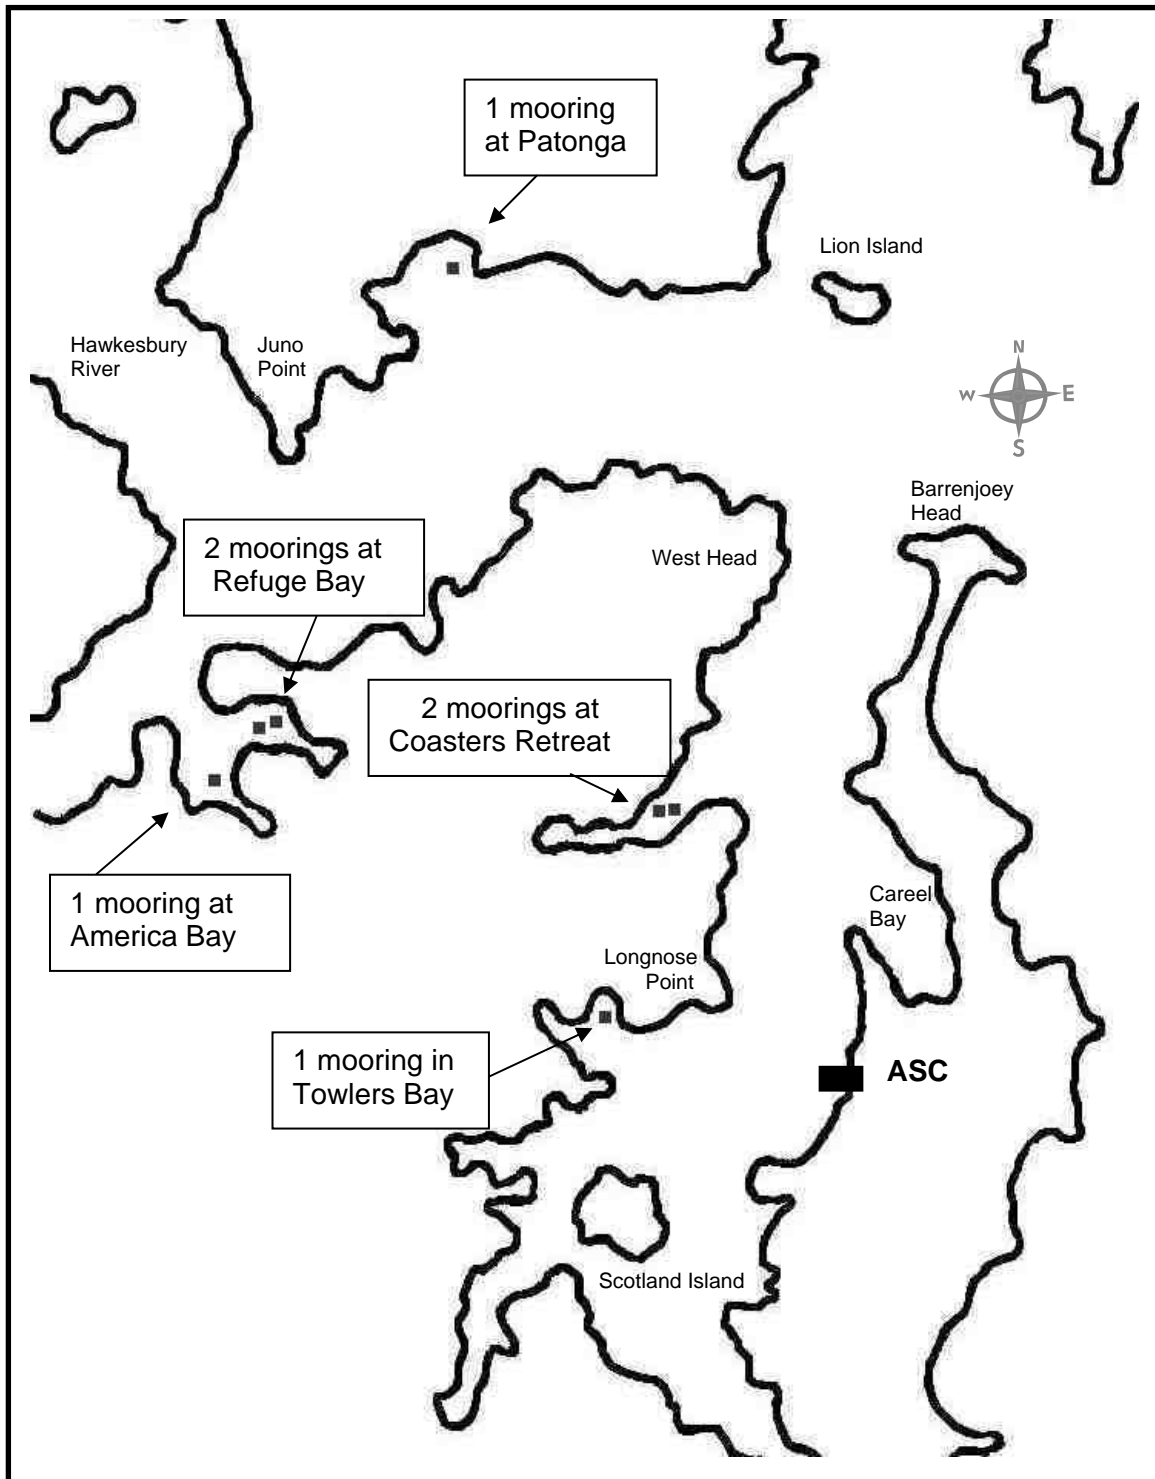 1 mooring
at Patonga
Lion Island
Hawkesbury
River
Juno
Point
N
W
E
S
Barrenjoey
Head
2 moorings at
Refuge Bay
West Head
2 moorings at
Coasters Retreat
1 mooring at
America Bay
Careel
Bay
Longnose
Point
1 mooring in
Towlers Bay
ASC
Scotland Island